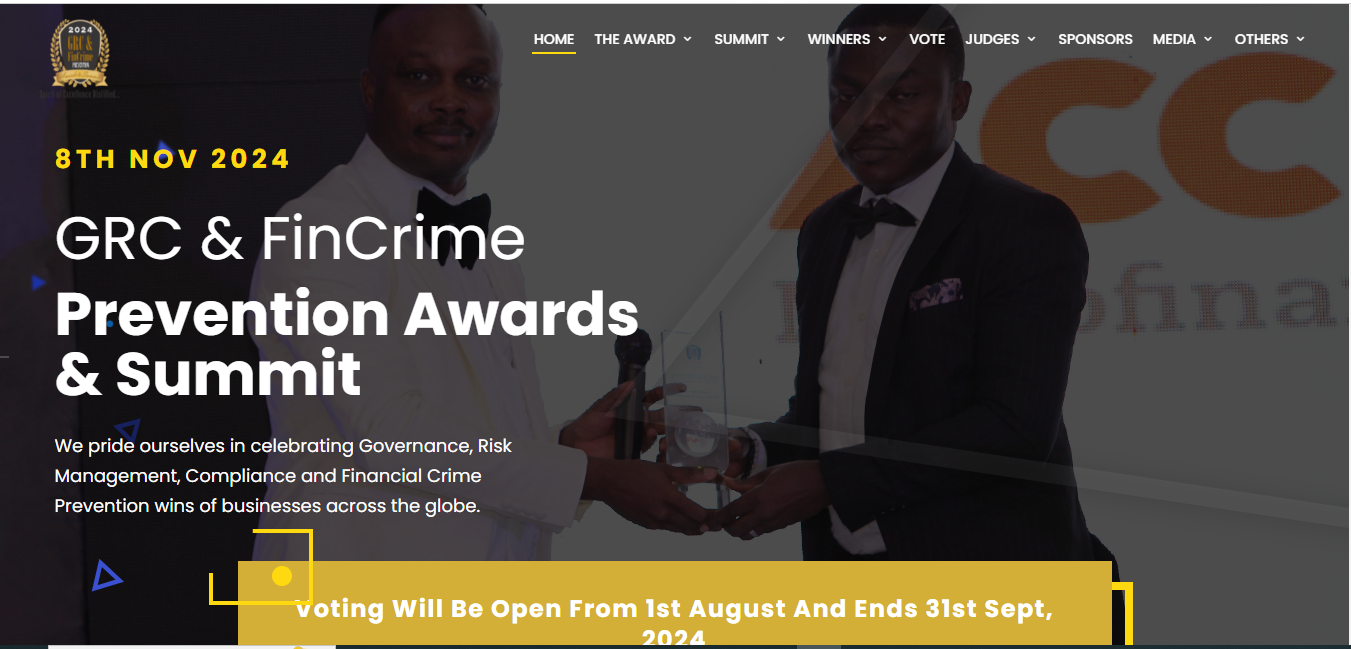 2024
GRC &
FinCrime
HOME THE AWARD SUMMIT WINNERS VOTE JUDGES SPONSORS MEDIA OTHERS
8TH NOV 2024
GRC & FinCrime
Prevention Awards
& Summit
We pride ourselves in celebrating Governance, Risk
Management, Compliance and Financial Crime
Prevention wins of businesses across the globe.
Voting Will Be Open From 1st August And Ends 31st Sept,
2024